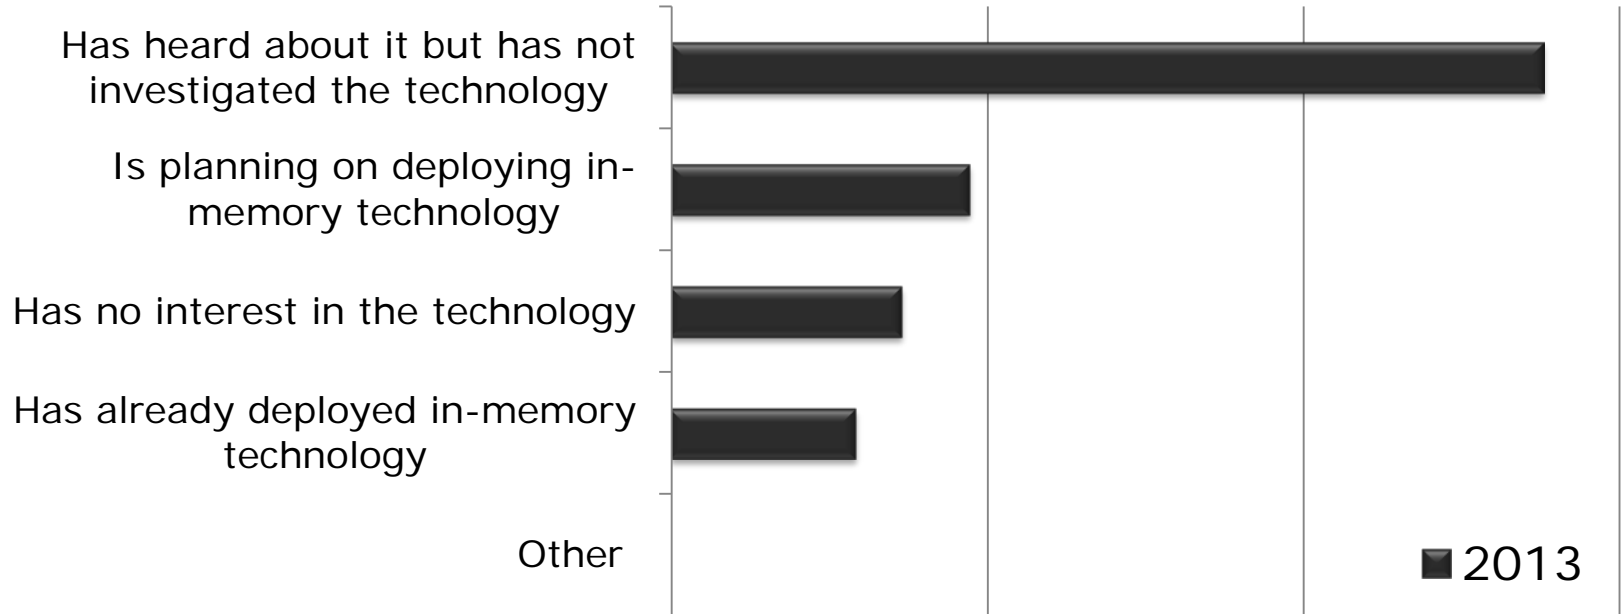 Has heard about it but has not
investigated the technology
Is planning on deploying in-
memory technology
Has no interest in the technology
Has already deployed in-memory
technology
Other
2013